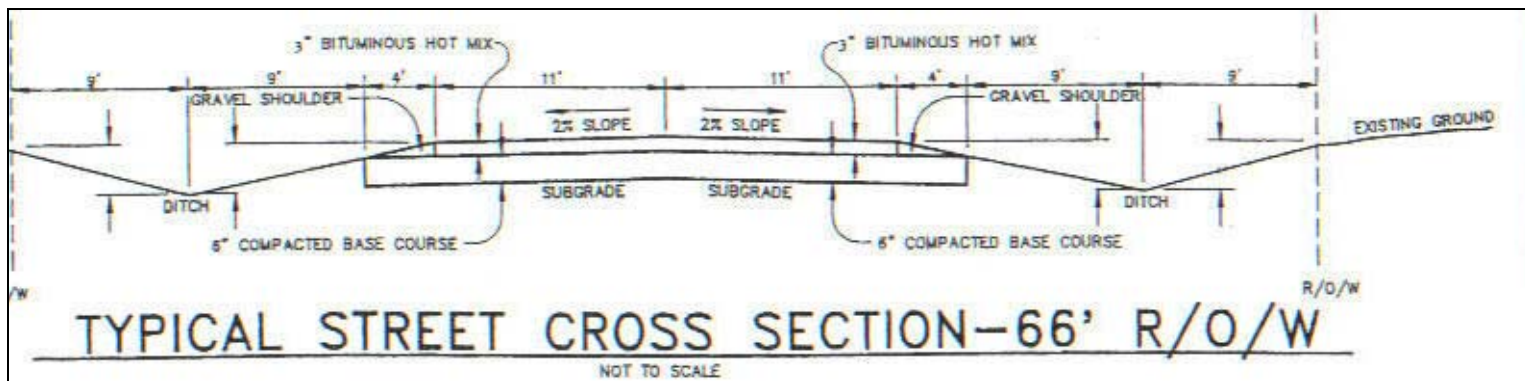 3" BITUMINOUS HOT MIX 3" BITUMINOUS HOT MIX
9' 9' 4' 11' 11' 4' 9' 9'
GRAVEL SHOULDER GRAVEL SHOULDER
2% SLOPE 2% SLOPE
EXISTING GROUND
SUBGRADE SUBGRADE
DITCH DITCH
6" COMPACTED BASE COURSE 6" COMPACTED BASE COURSE
/W R/O/W
TYPICAL STREET CROSS SECTION-66' R/O/W
NOT TO SCALE